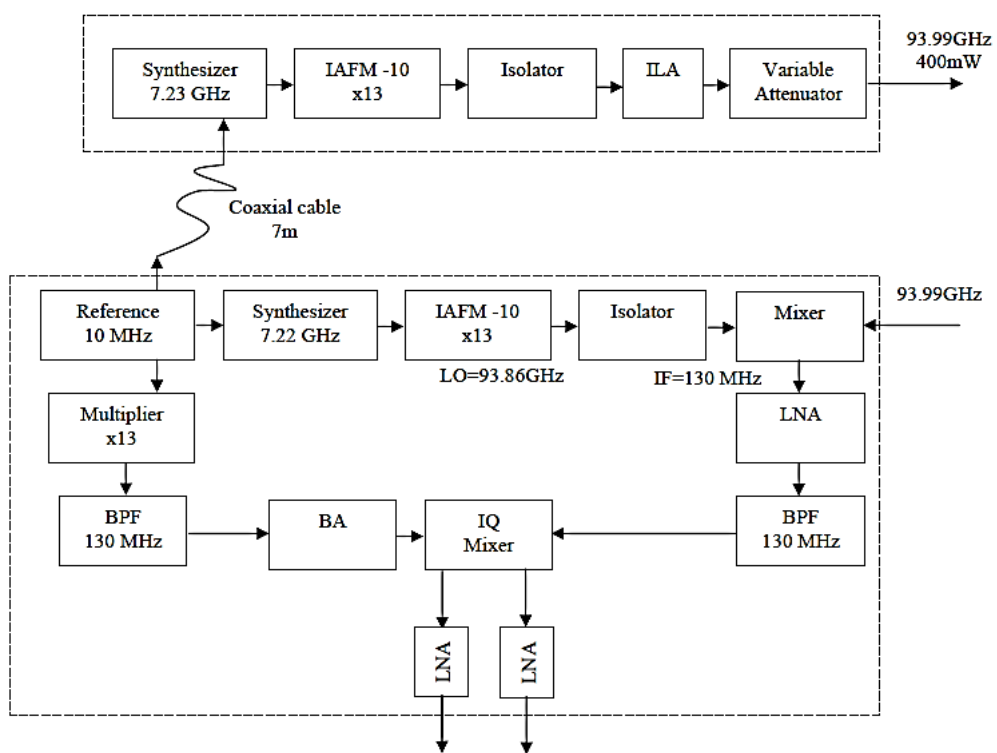 Synthesizer
7.23 GHz
IAFM -10
x13
Isolator
ILA
Variable
Attenuator
93.99GHz
400mW
Coaxial cable
7m
Reference
10 MHz
Synthesizer
7.22 GHz
IAFM -10
x13
Isolator
Mixer
93.99GHz
LO=93.86GHz
IF=130 MHz
Multiplier
x13
LNA
BPF
130 MHz
BA
IQ
Mixer
BPF
130 MHz
LNA
LNA